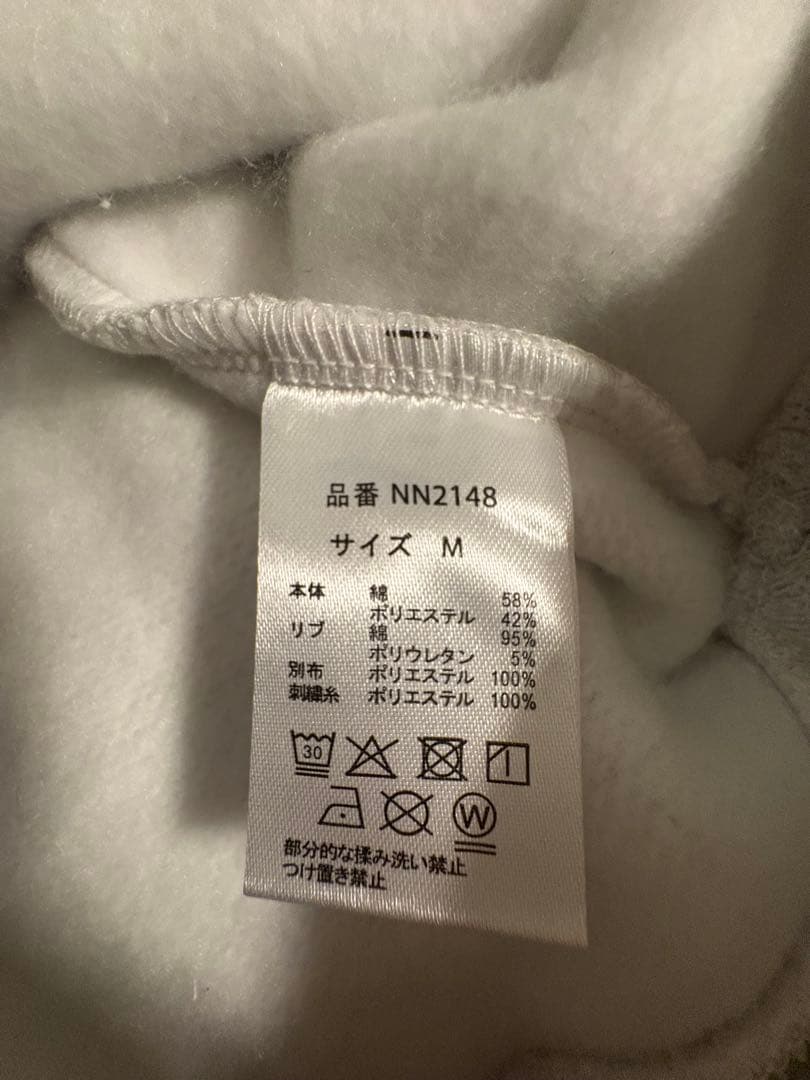 品番 NN2148
サイズ M
本体 綿 58%
ポリエステル 42%
リブ 綿 95%
ポリウレタン 5%
別布 ポリエステル 100%
刺繍糸 ポリエステル 100%
30
W
部分的な揉み洗い禁止
つけ置き禁止